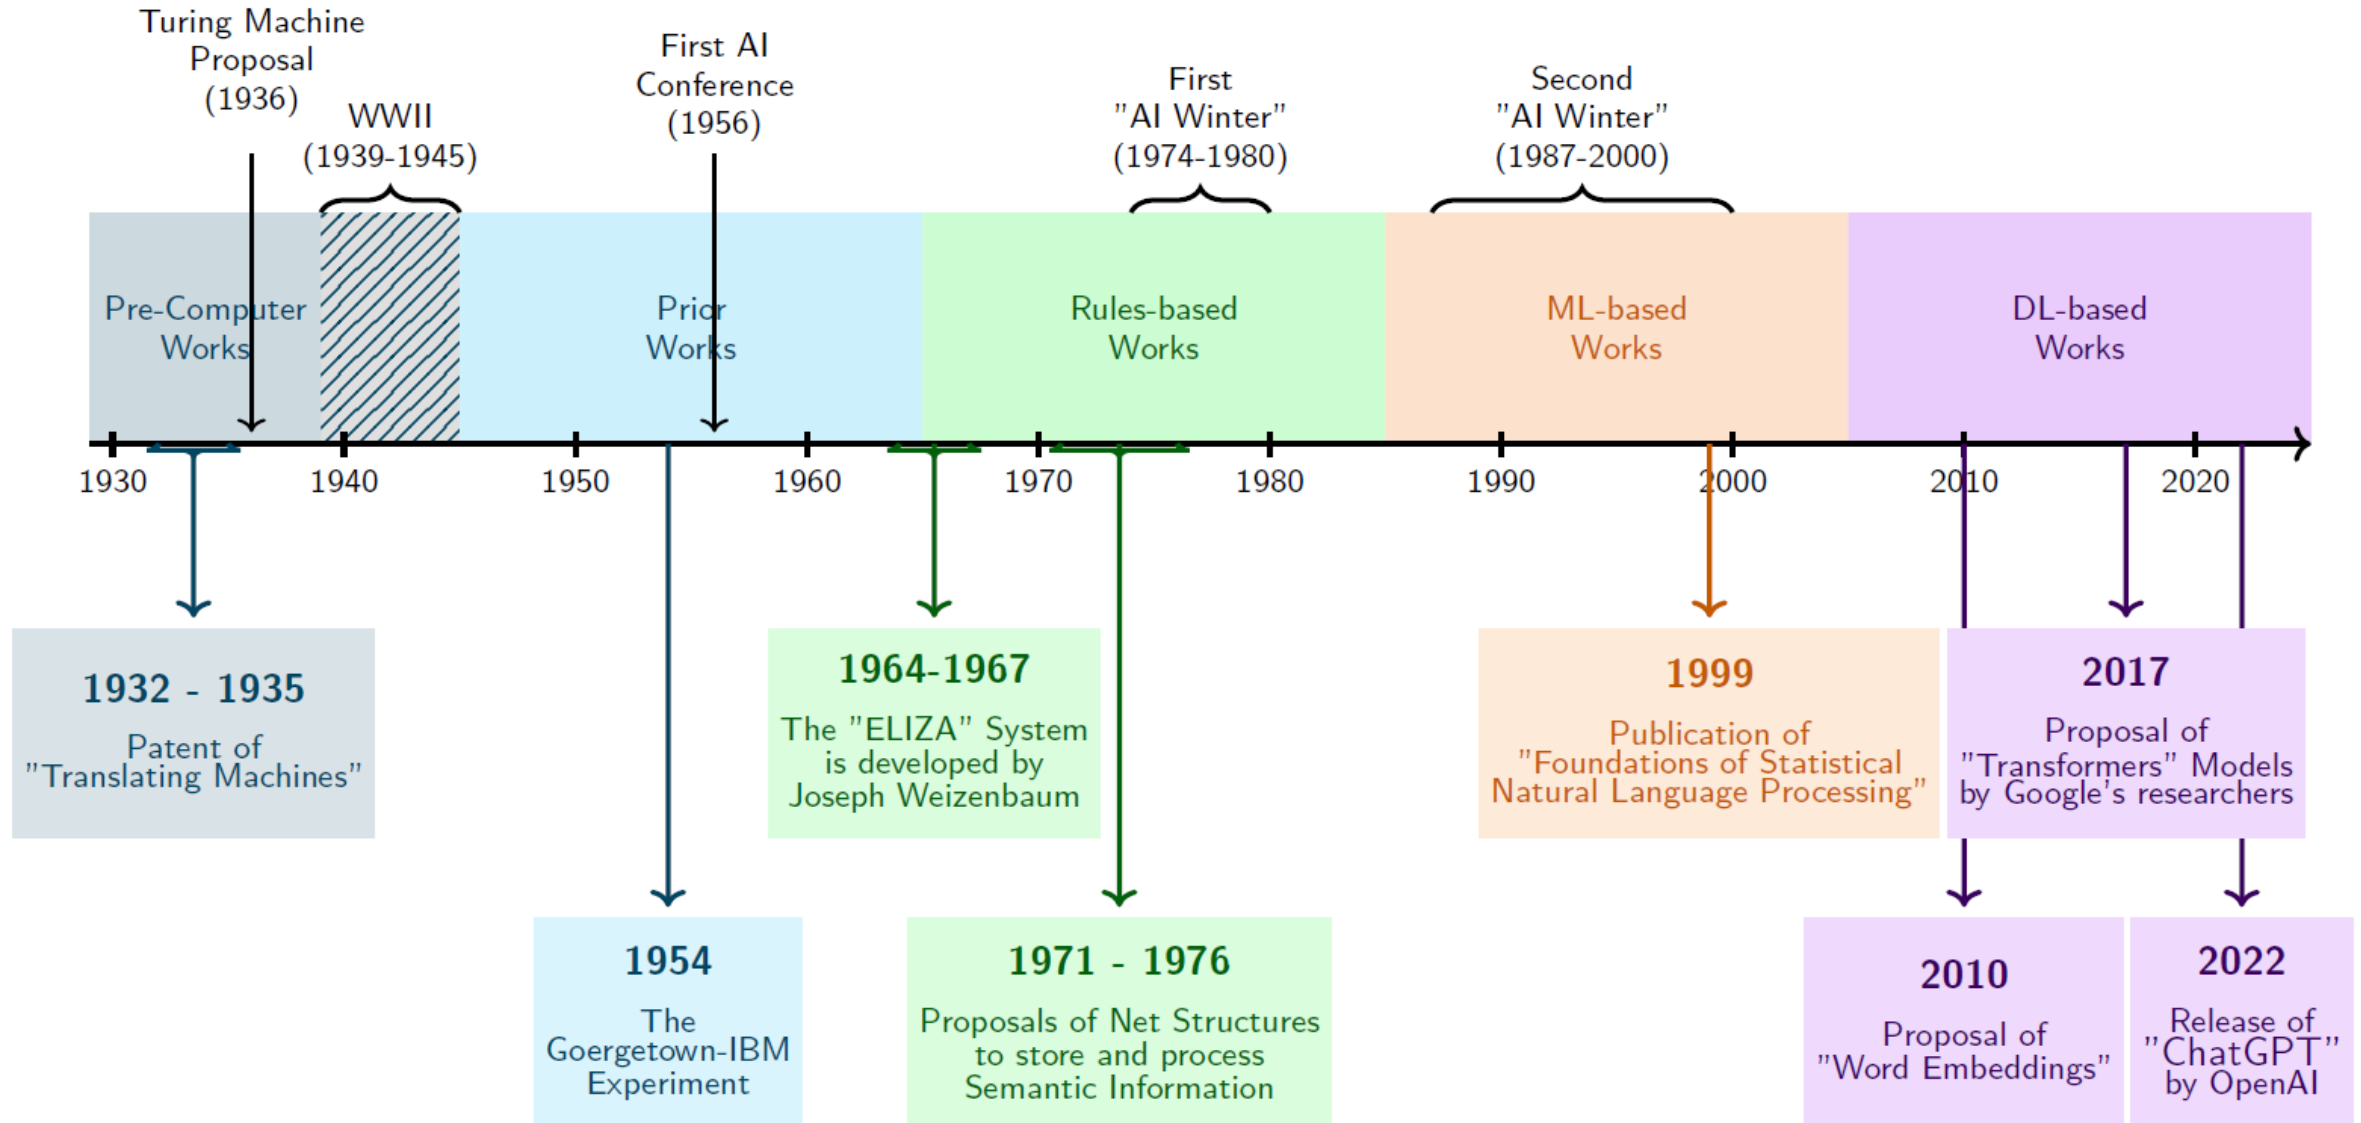 Turing Machine
Proposal
(1936)
WWII
(1939-1945)
First AI
Conference
(1956)
First
"AI Winter"
(1974-1980)
Second
"AI Winter"
(1987-2000)
Pre-Computer
Works
Prior
Works
Rules-based
Works
ML-based
Works
DL-based
Works
1930
1940
1950
1960
1970
1980
1990
2000
2010
2020
1932 - 1935
Patent of
"Translating Machines"
1964-1967
The "ELIZA" System
is developed by
Joseph Weizenbaum
1999
Publication of
"Foundations of Statistical
Natural Language Processing"
2017
Proposal of
"Transformers" Models
by Google's researchers
1954
The
Goergetown-IBM
Experiment
1971 - 1976
Proposals of Net Structures
to store and process
Semantic Information
2010
Proposal of
"Word Embeddings"
2022
Release of
"ChatGPT"
by OpenAI